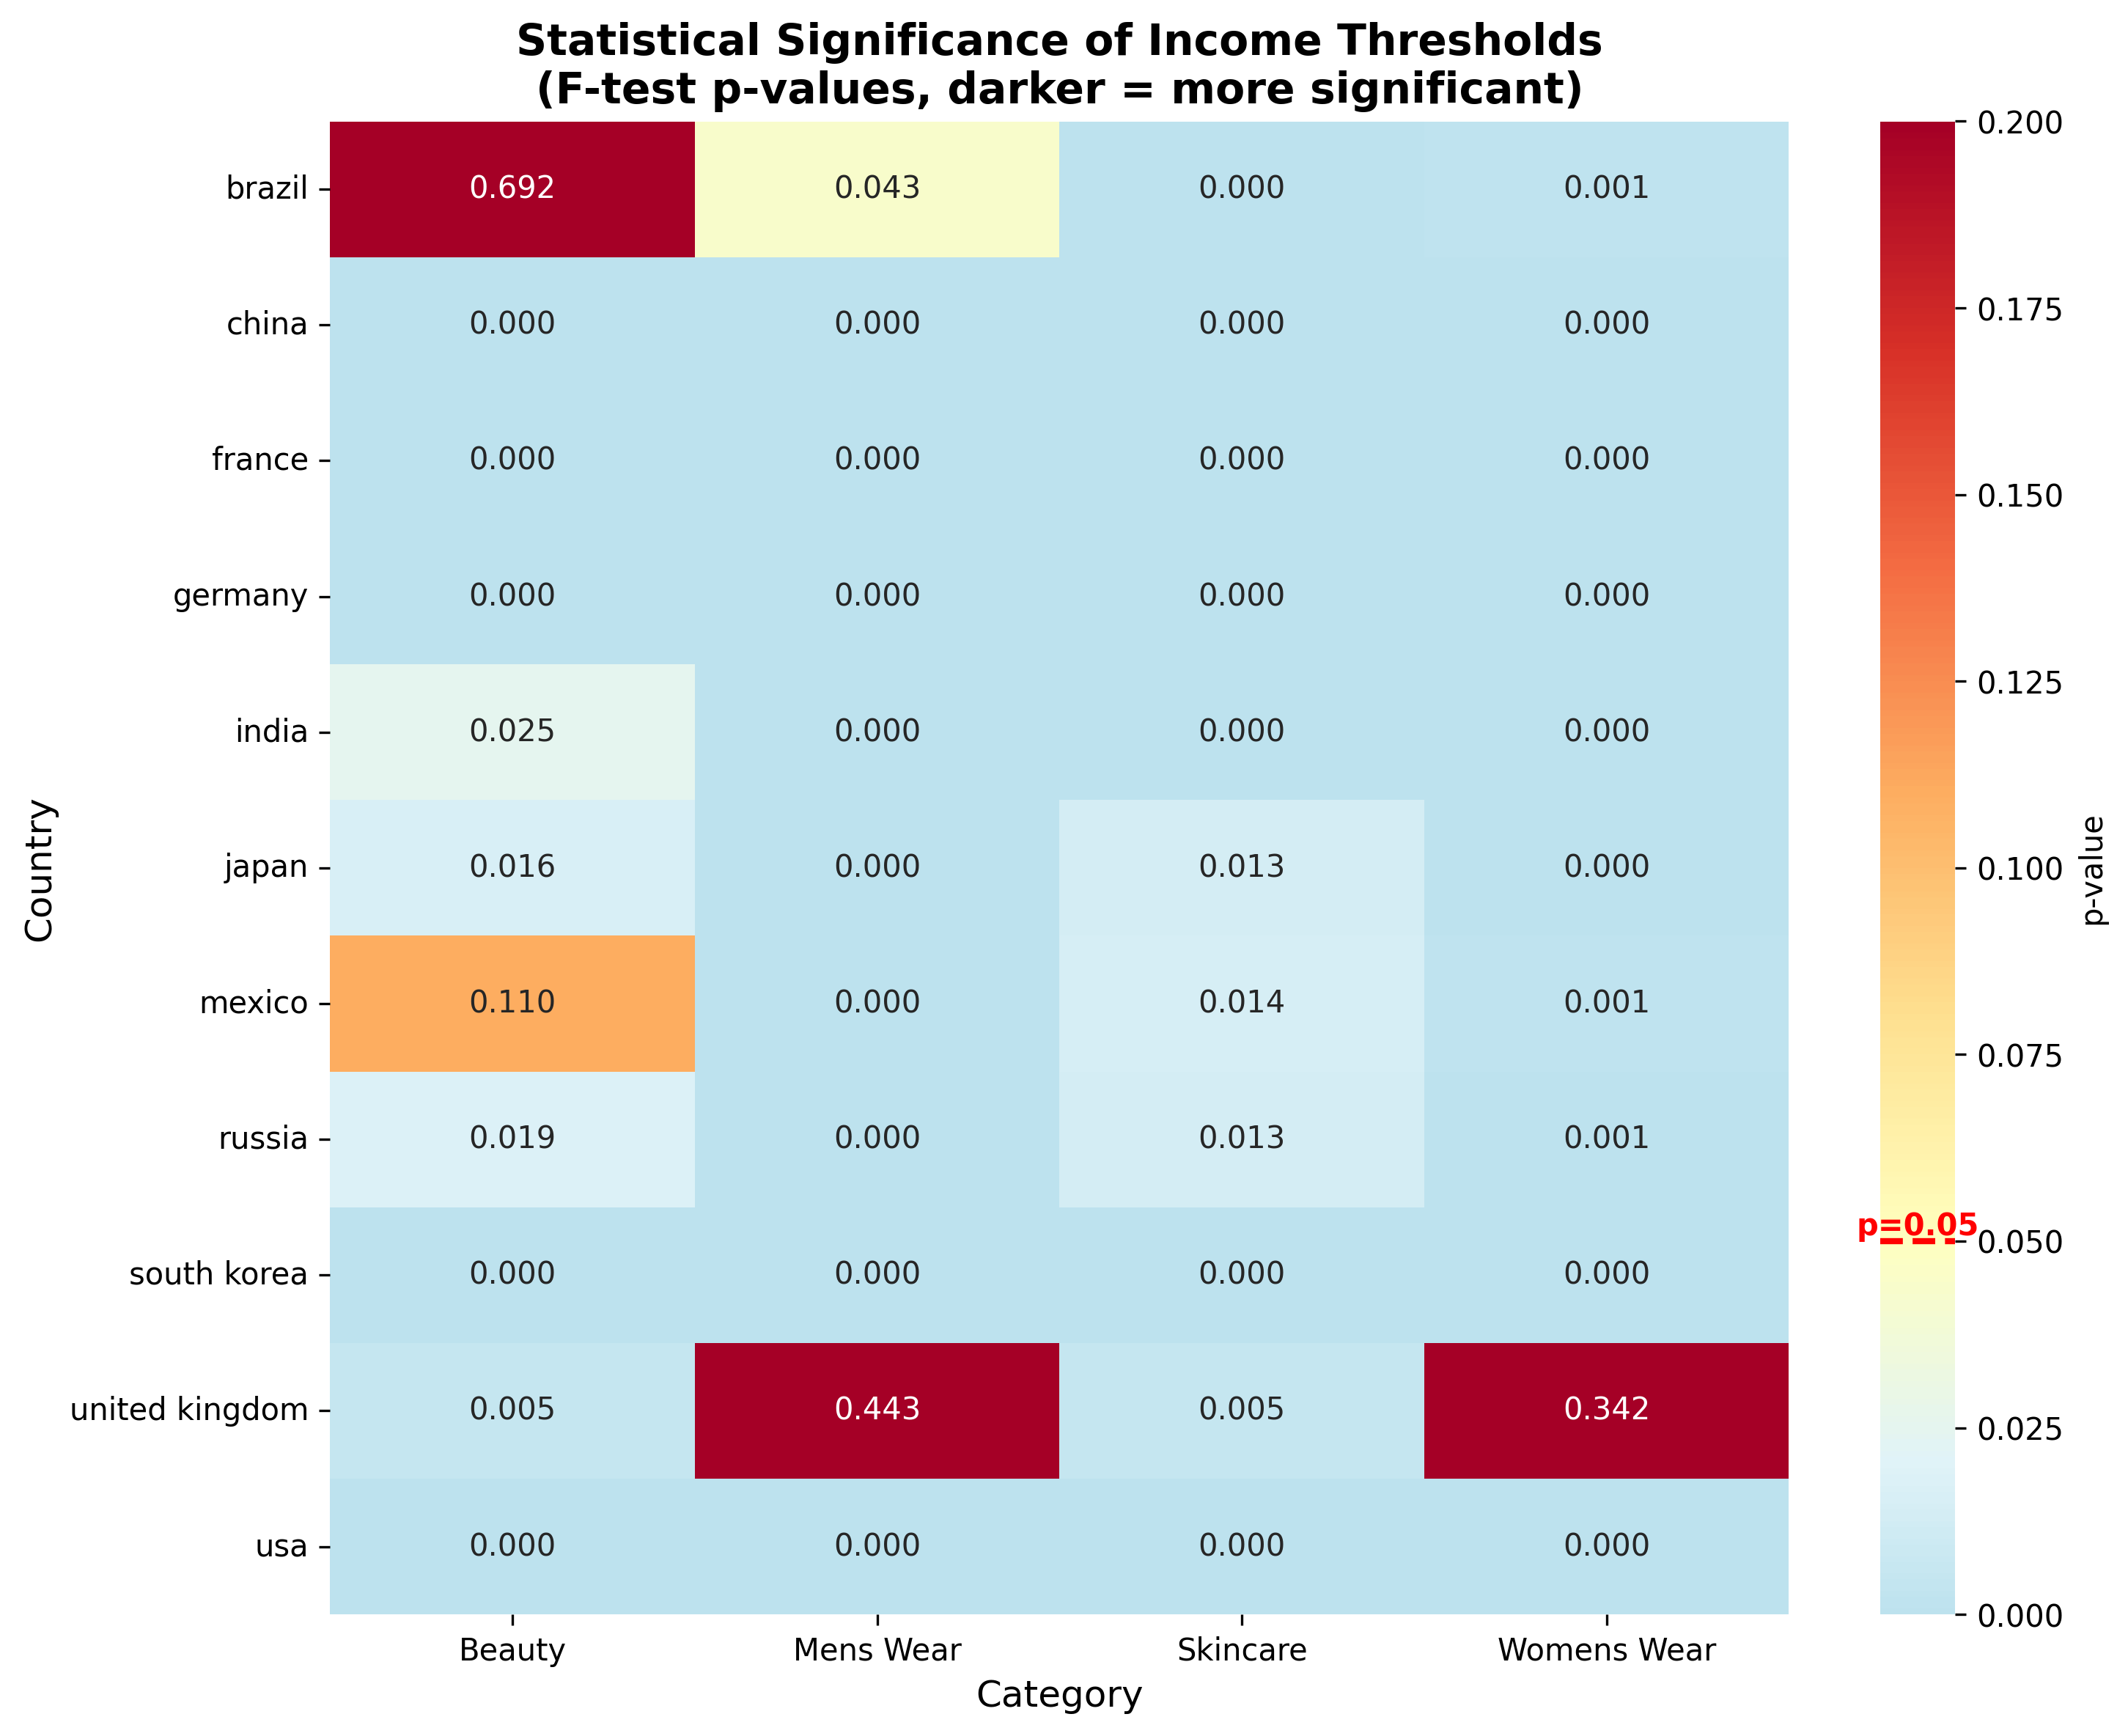 Statistical Significance of Income Thresholds
(F-test p-values, darker = more significant)
brazil 0.692 0.043 0.000 0.001
china 0.000 0.000 0.000 0.000
france 0.000 0.000 0.000 0.000
germany 0.000 0.000 0.000 0.000
india 0.025 0.000 0.000 0.000
japan 0.016 0.000 0.013 0.000
mexico 0.110 0.000 0.014 0.001
russia 0.019 0.000 0.013 0.001
south korea 0.000 0.000 0.000 0.000
united kingdom 0.005 0.443 0.005 0.342
usa 0.000 0.000 0.000 0.000
Beauty Mens Wear Skincare Womens Wear
Category
Country
0.200
0.175
0.150
0.125
0.100
0.075
p=0.05
0.050
0.025
0.000
p-value